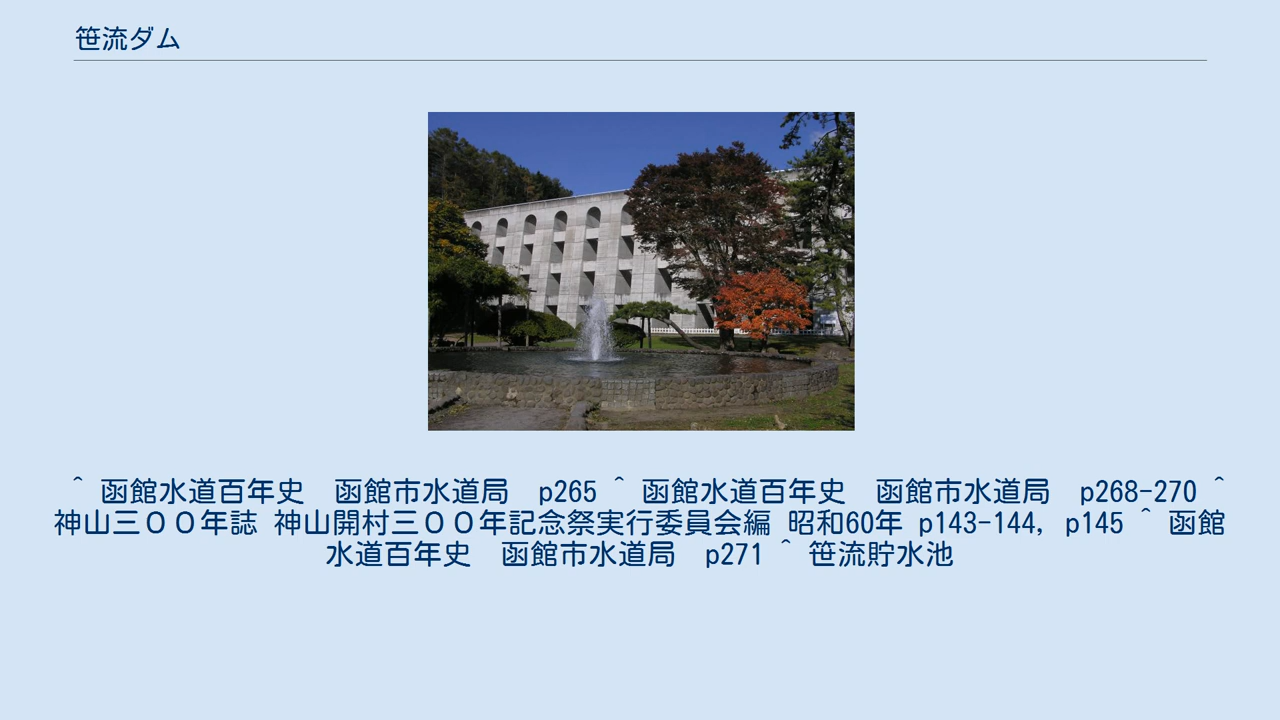 笹流ダム
^ 函館水道百年史　函館市水道局　p265 ^ 函館水道百年史　函館市水道局　p268-270 ^
神山三００年誌 神山開村三００年記念祭実行委員会編 昭和60年 p143-144, p145 ^ 函館
水道百年史　函館市水道局　p271 ^ 笹流貯水池